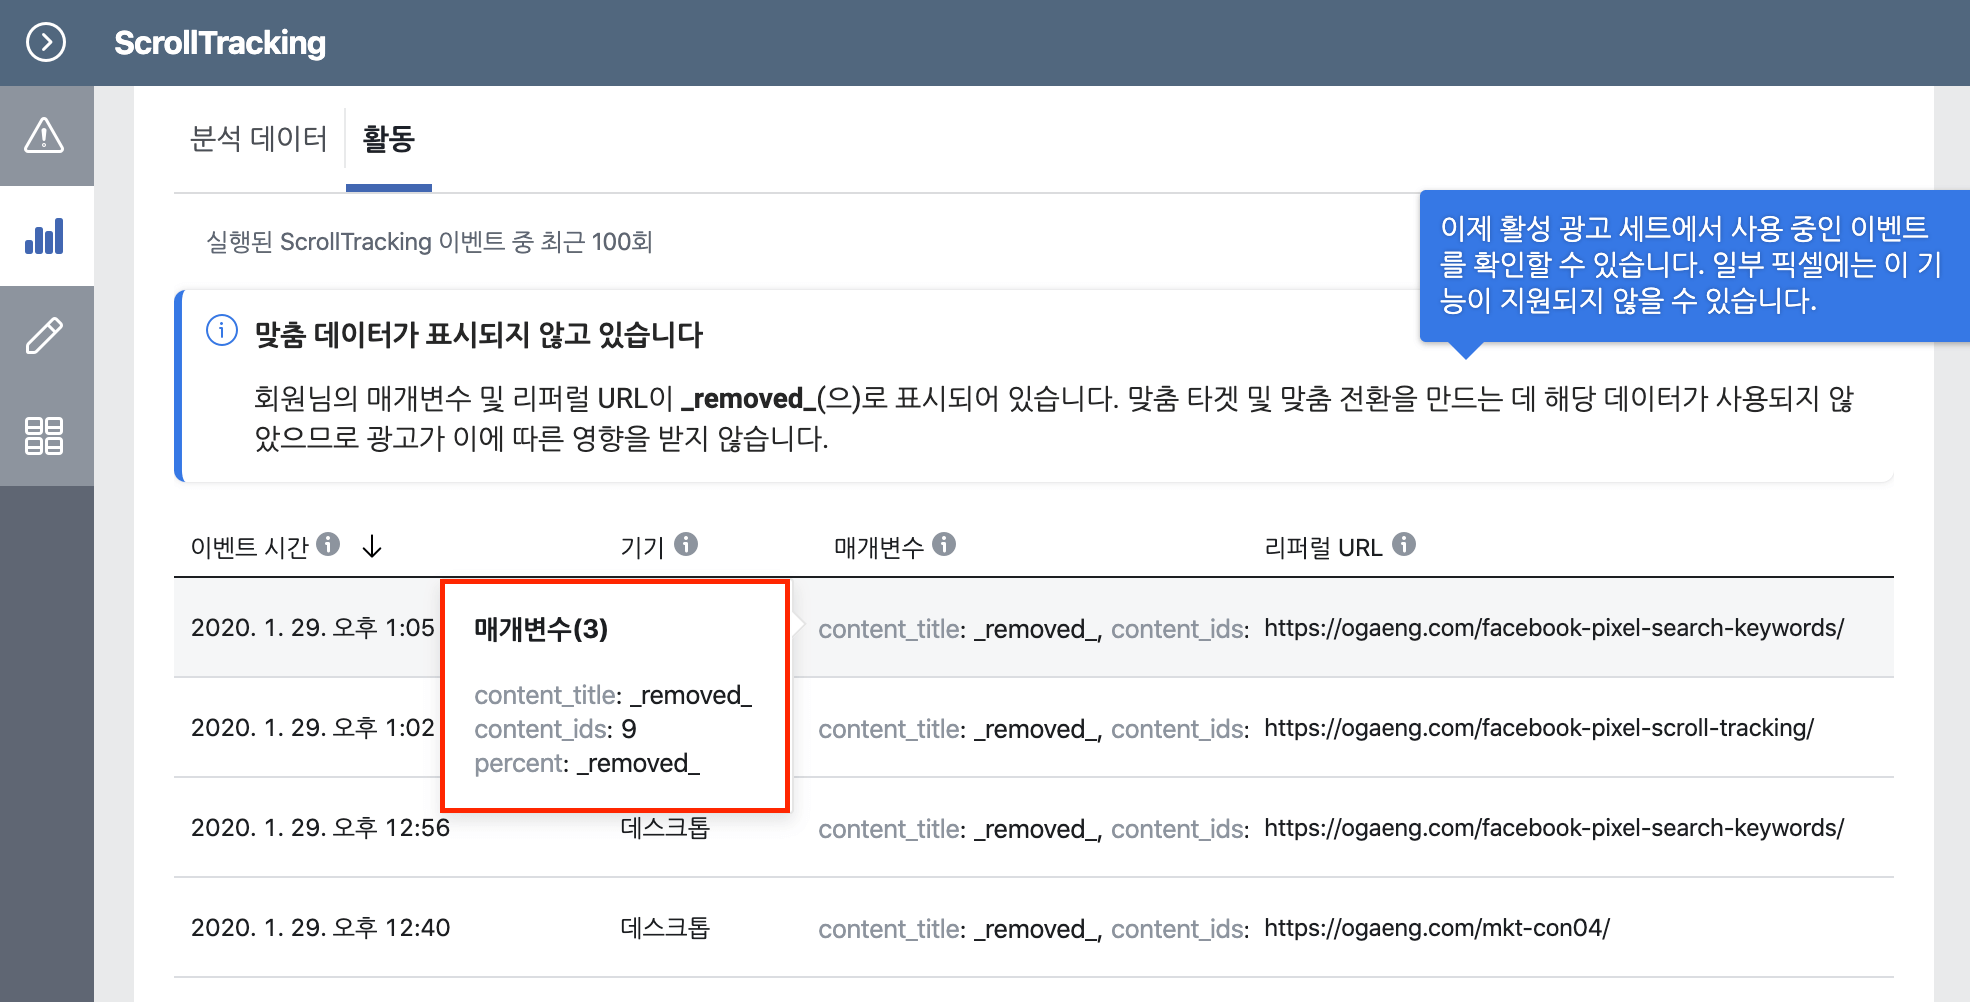 ScrollTracking
분석 데이터
활동
실행된 ScrollTracking 이벤트 중 최근 100회
이제 활성 광고 세트에서 사용 중인 이벤트
를 확인할 수 있습니다. 일부 픽셀에는 이 기
능이 지원되지 않을 수 있습니다.
맞춤 데이터가 표시되지 않고 있습니다
회원님의 매개변수 및 리퍼럴 URL이 _removed_(으)로 표시되어 있습니다. 맞춤 타겟 및 맞춤 전환을 만드는 데 해당 데이터가 사용되지 않
았으므로 광고가 이에 따른 영향을 받지 않습니다.
이벤트 시간 기기 매개변수 리퍼럴 URL
2020. 1. 29. 오후 1:05 content_title: _removed_, content_ids: https://ogaeng.com/facebook-pixel-search-keywords/
매개변수(3)
content_title: _removed_
content_ids: 9
percent: _removed_
2020. 1. 29. 오후 1:02 content_title: _removed_, content_ids: https://ogaeng.com/facebook-pixel-scroll-tracking/
2020. 1. 29. 오후 12:56 데스크톱 content_title: _removed_, content_ids: https://ogaeng.com/facebook-pixel-search-keywords/
2020. 1. 29. 오후 12:40 데스크톱 content_title: _removed_, content_ids: https://ogaeng.com/mkt-con04/